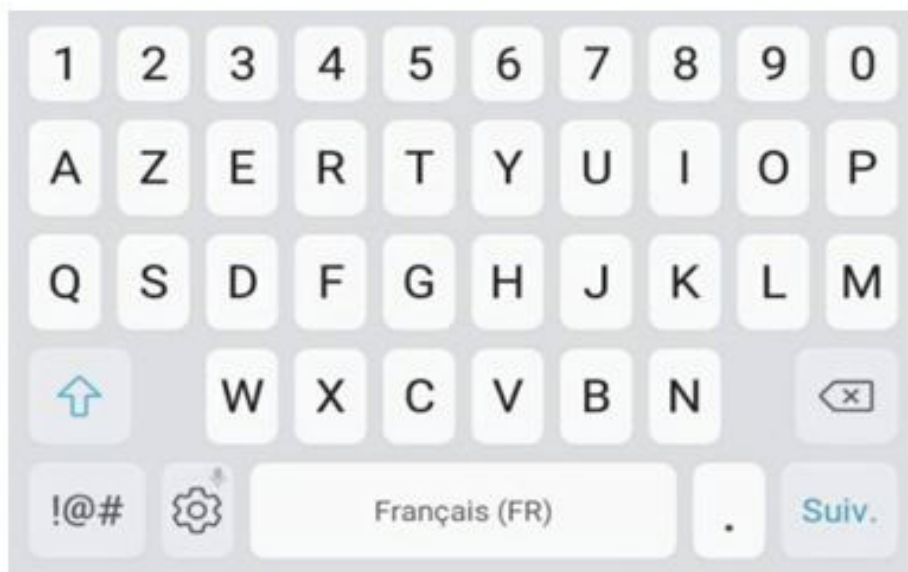 1 2 3 4 5 6 7 8 9 0
A Z E R T Y U I O P
Q S D F G H J K L M
W X C V B N
!@# Français (FR) . Suiv.